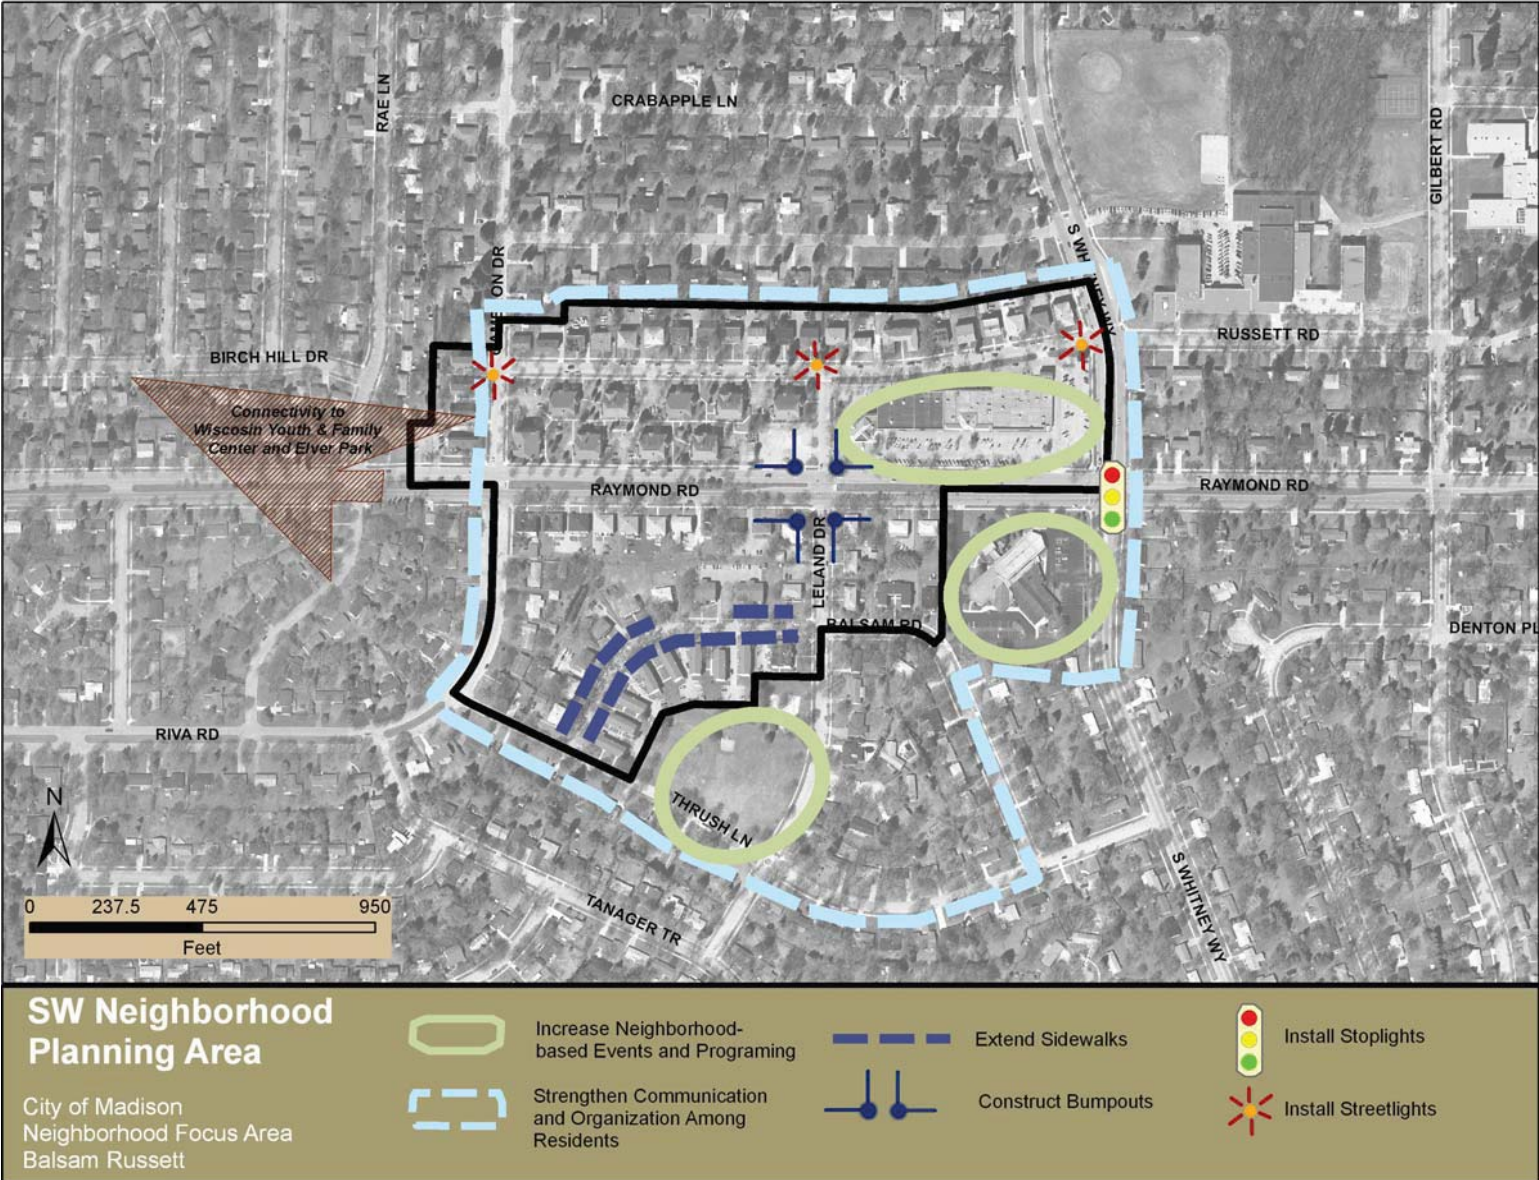 CRABAPPLE LN
RAE LN
GILBERT RD
S WHITNEY WY
RUSSETT RD
BIRCH HILL DR
Connectivity to
Wiscosin Youth & Family
Center and Elver Park
RAYMOND RD
RAYMOND RD
LELAND DR
BALSAM RD
DENTON PL
RIVA RD
THRUSH LN
TANAGER TR
S WHITNEY WY
N
0 237.5 475 950
Feet
SW Neighborhood
Planning Area
City of Madison
Neighborhood Focus Area
Balsam Russett
Increase Neighborhood-
based Events and Programing
Strengthen Communication
and Organization Among
Residents
Extend Sidewalks
Construct Bumpouts
Install Stoplights
Install Streetlights